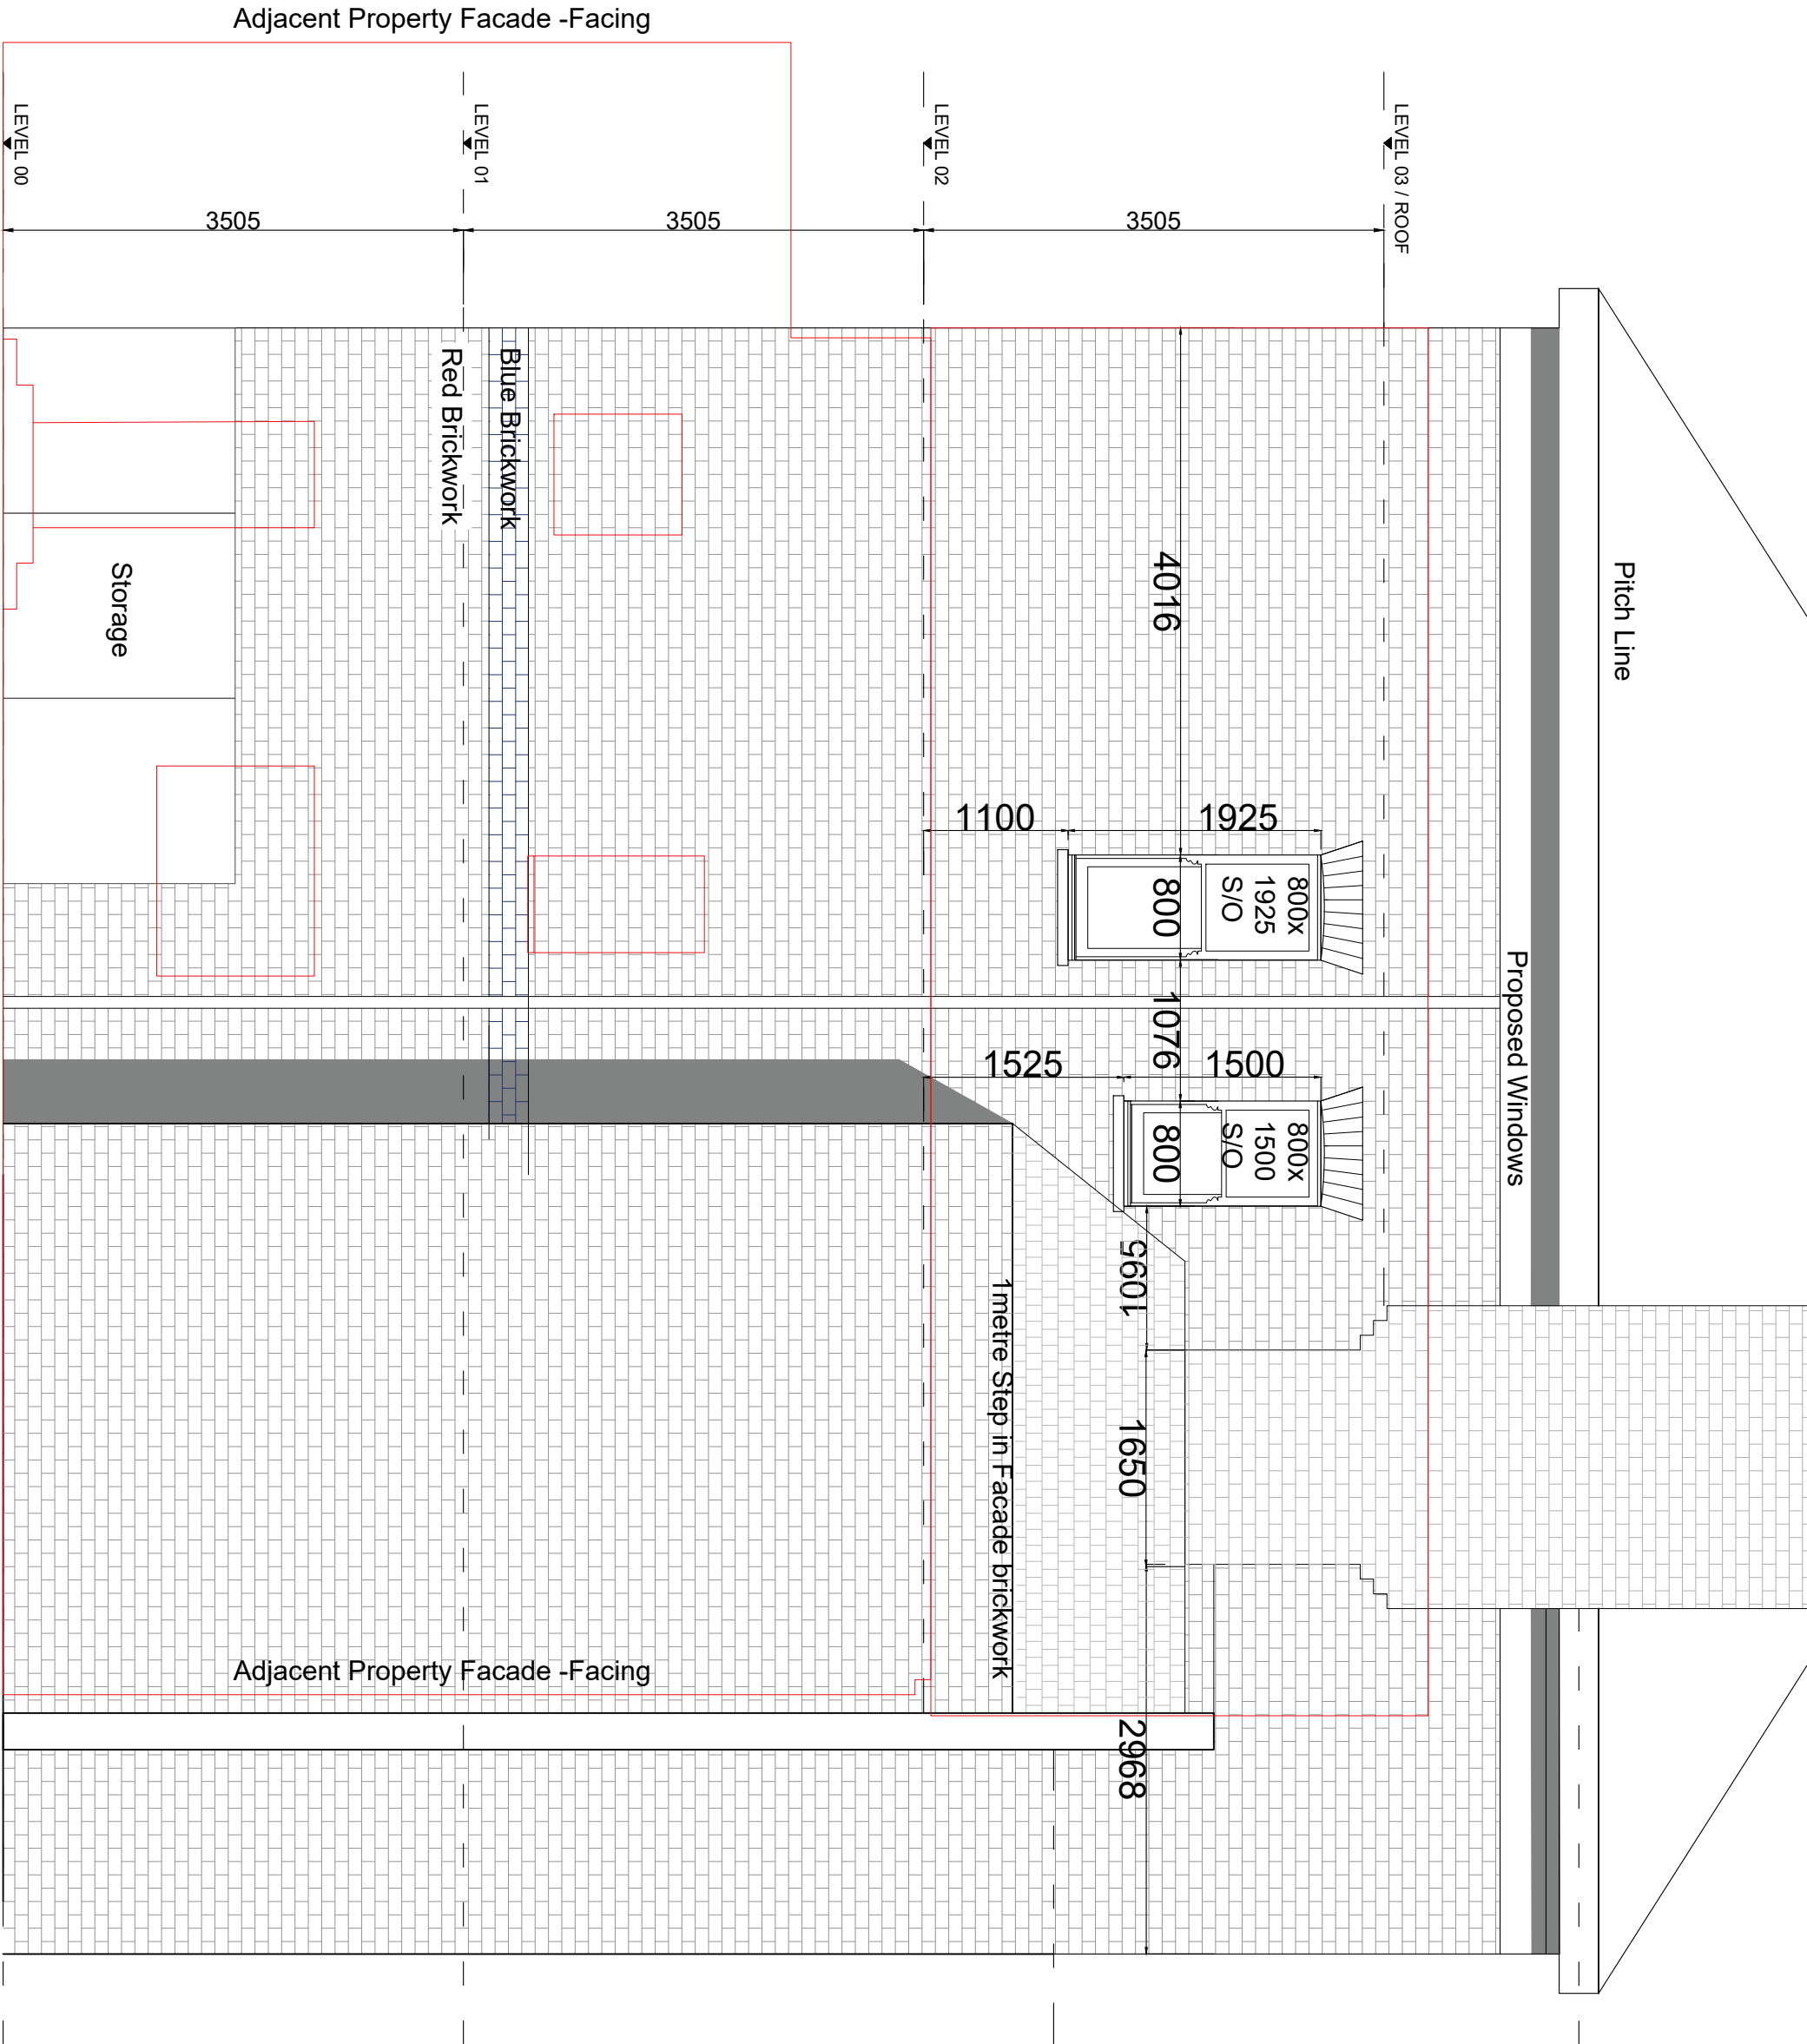 Adjacent Property Facade -Facing
LEVEL 00
LEVEL 01
LEVEL 02
LEVEL 03 / ROOF
3505
3505
3505
Red Brickwork
Blue Brickwork
Storage
4016
Pitch Line
1100
1925
800
800x
1925
S/O
1076
Proposed Windows
1525
1500
800
800x
1500
S/O
1095
1metre Step in Facade brickwork
1650
Adjacent Property Facade -Facing
2968